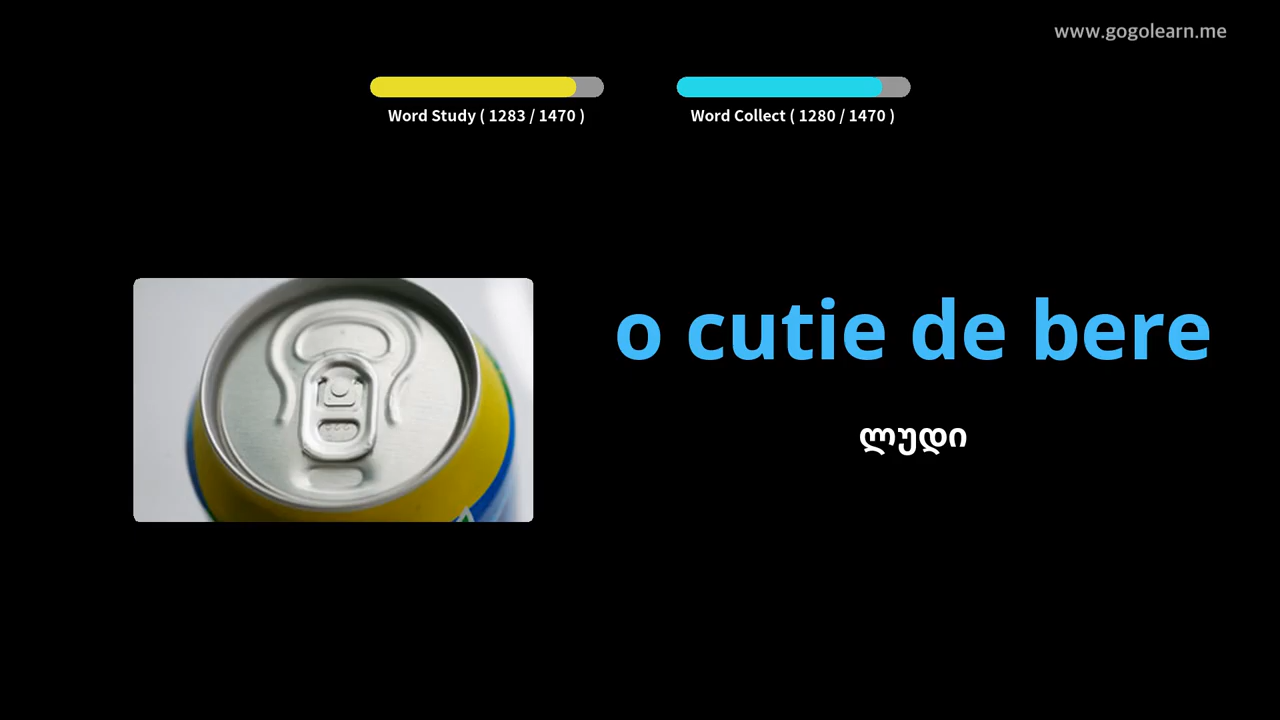 www.gogolearn.me
Word Study ( 1283 / 1470 )
Word Collect ( 1280 / 1470 )
o cutie de bere
ლუდი